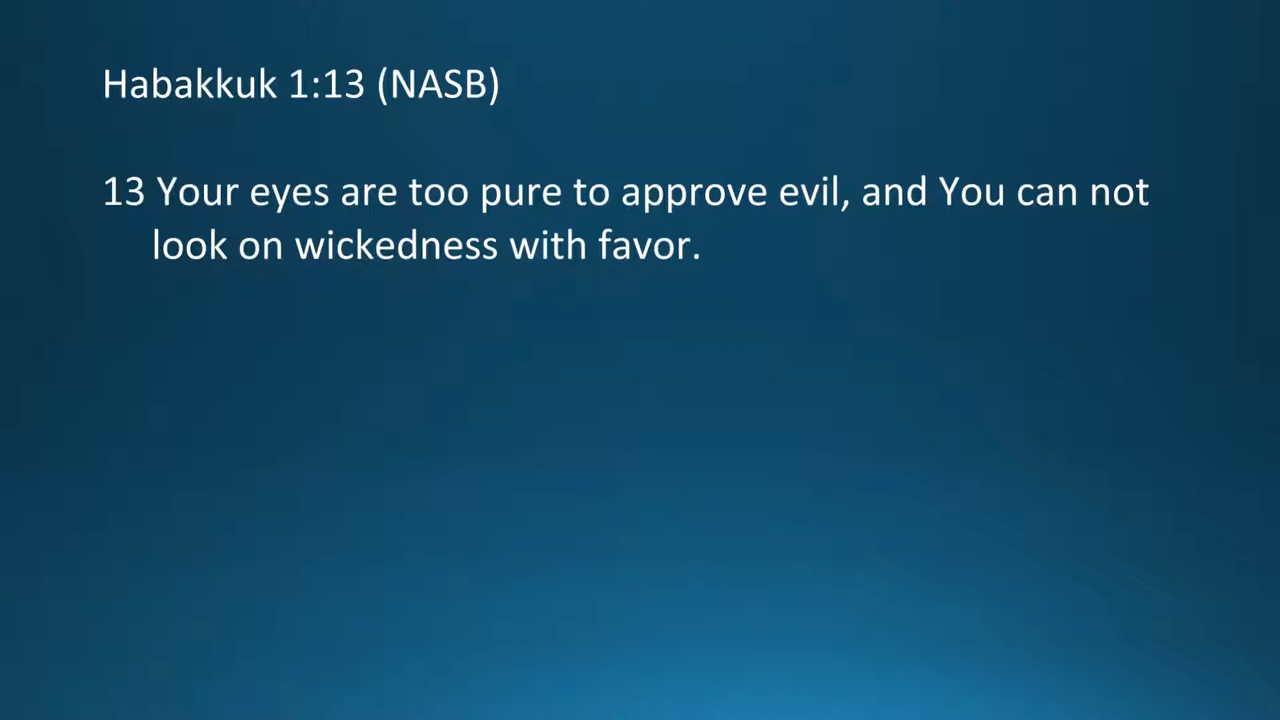 Habakkuk 1:13 (NASB)
13 Your eyes are too pure to approve evil, and You can not
look on wickedness with favor.